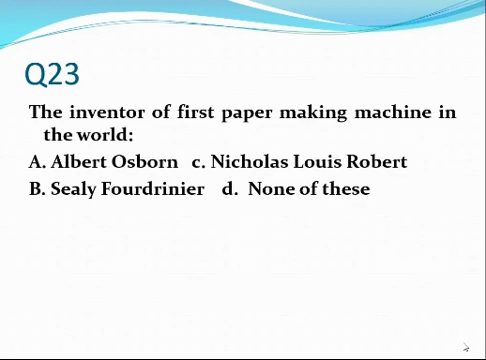 Q23
The inventor of first paper making machine in
the world:
A. Albert Osborn c. Nicholas Louis Robert
B. Sealy Fourdrinier d. None of these